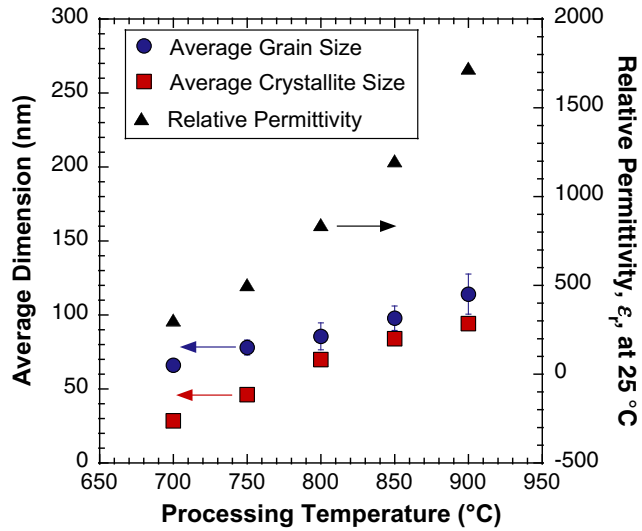 Average Grain Size
Average Crystallite Size
Relative Permittivity
Average Dimension (nm)
300
250
200
150
100
50
0
2000
1500
1000
500
0
-500
Relative Permittivity, εr, at 25 °C
650 700 750 800 850 900 950
Processing Temperature (°C)